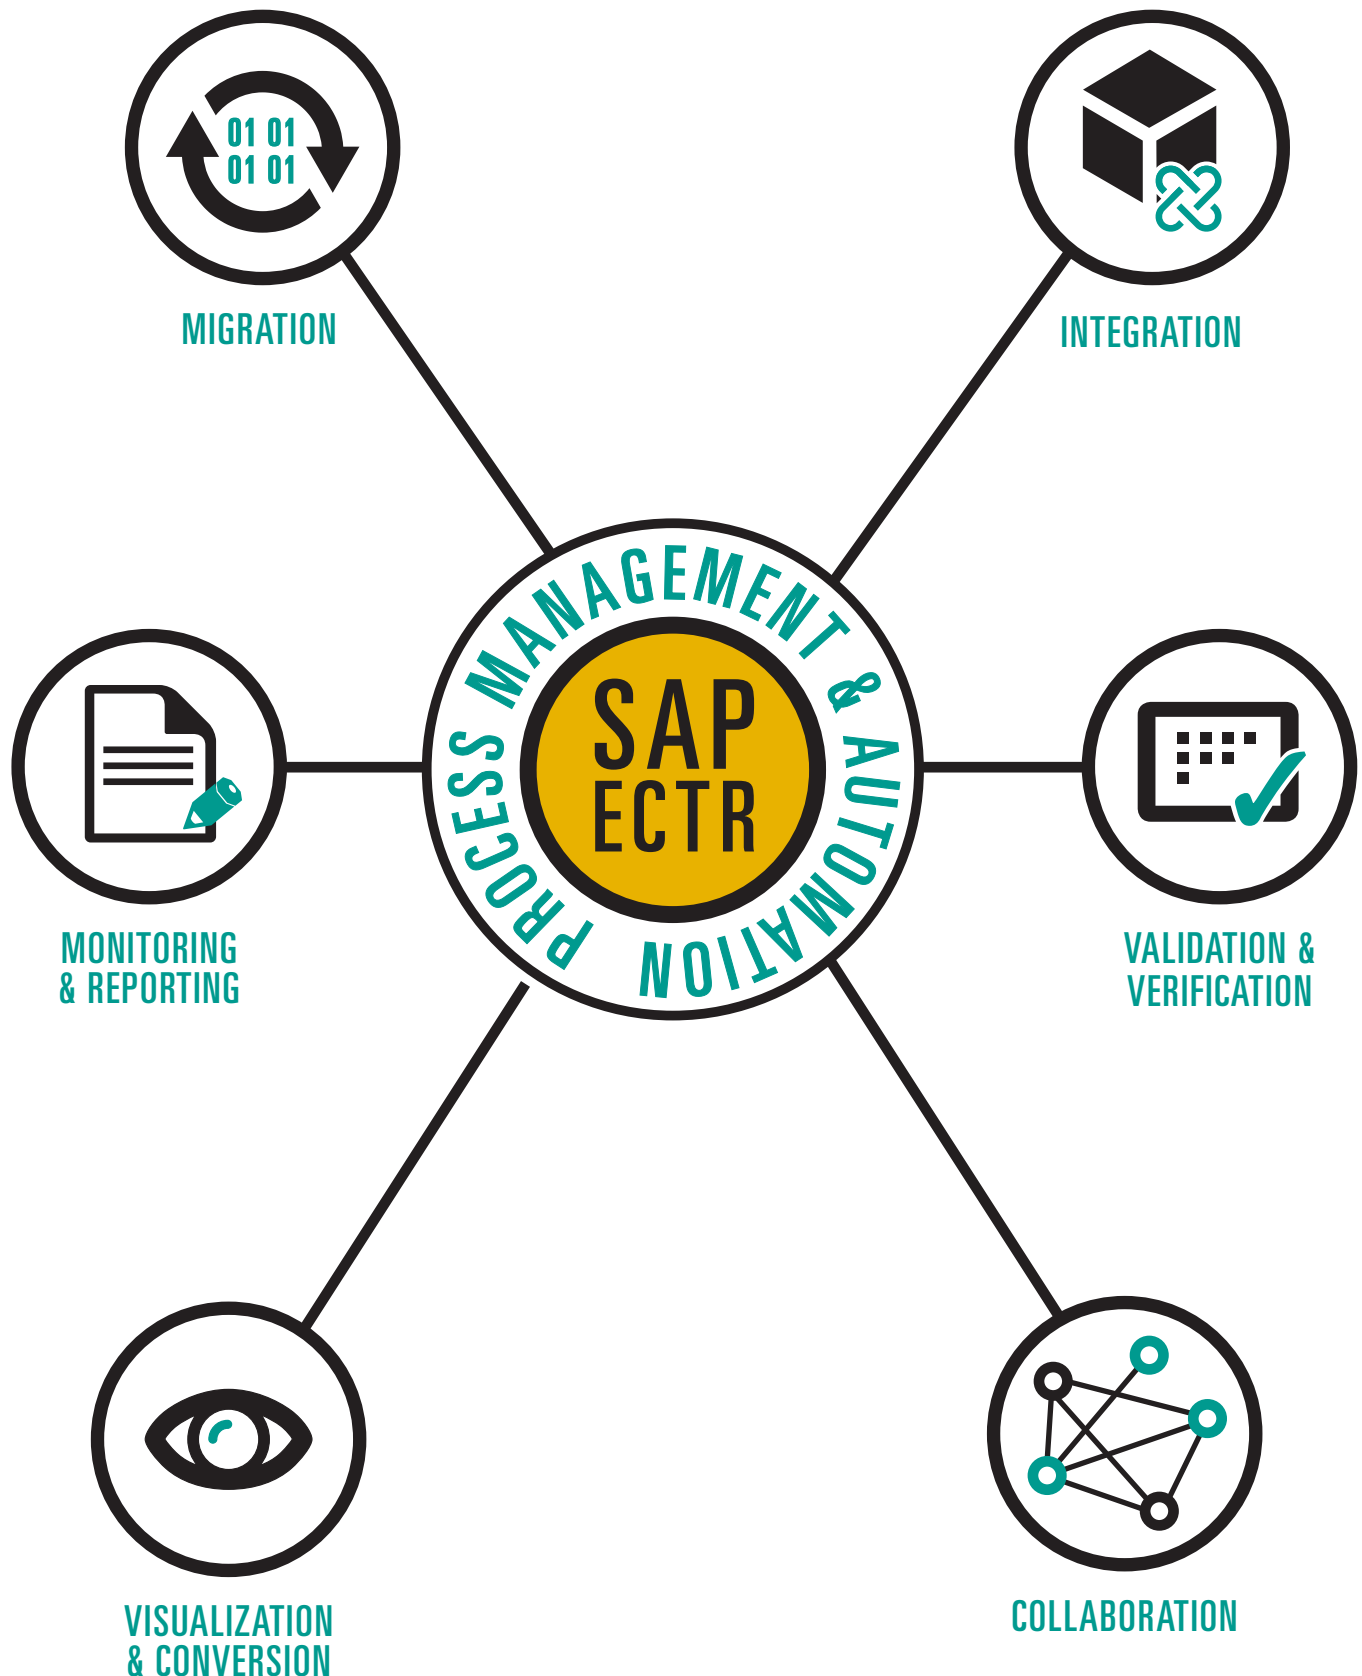 01 01
01 01
MIGRATION
INTEGRATION
PROCESS MANAGEMENT & AUTOMATION
SAP
ECTR
MONITORING
& REPORTING
VALIDATION &
VERIFICATION
VISUALIZATION
& CONVERSION
COLLABORATION